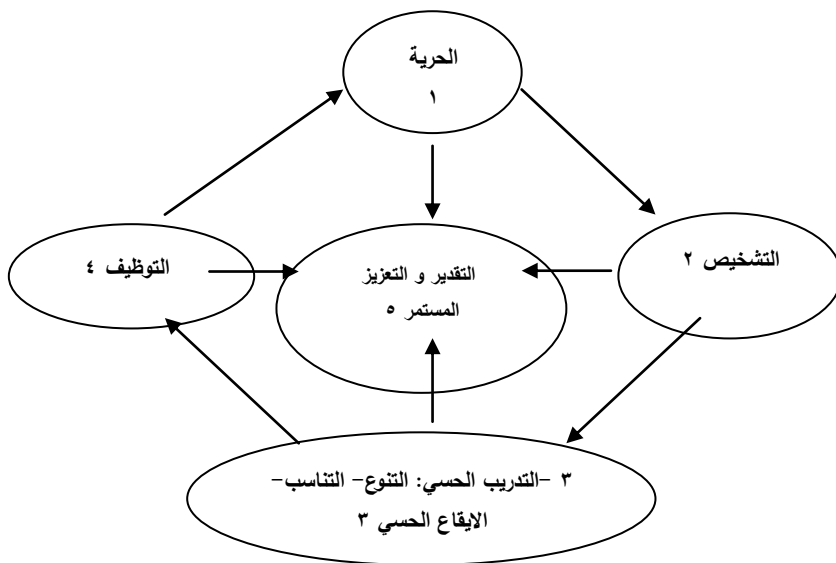 الحرية
١
التشخيص ٢
التوظيف ٤
التقدير و التعزيز
المستمر ٥
٣ -التدريب الحسي: التنوع- التناسب-
الايقاع الحسي ٣